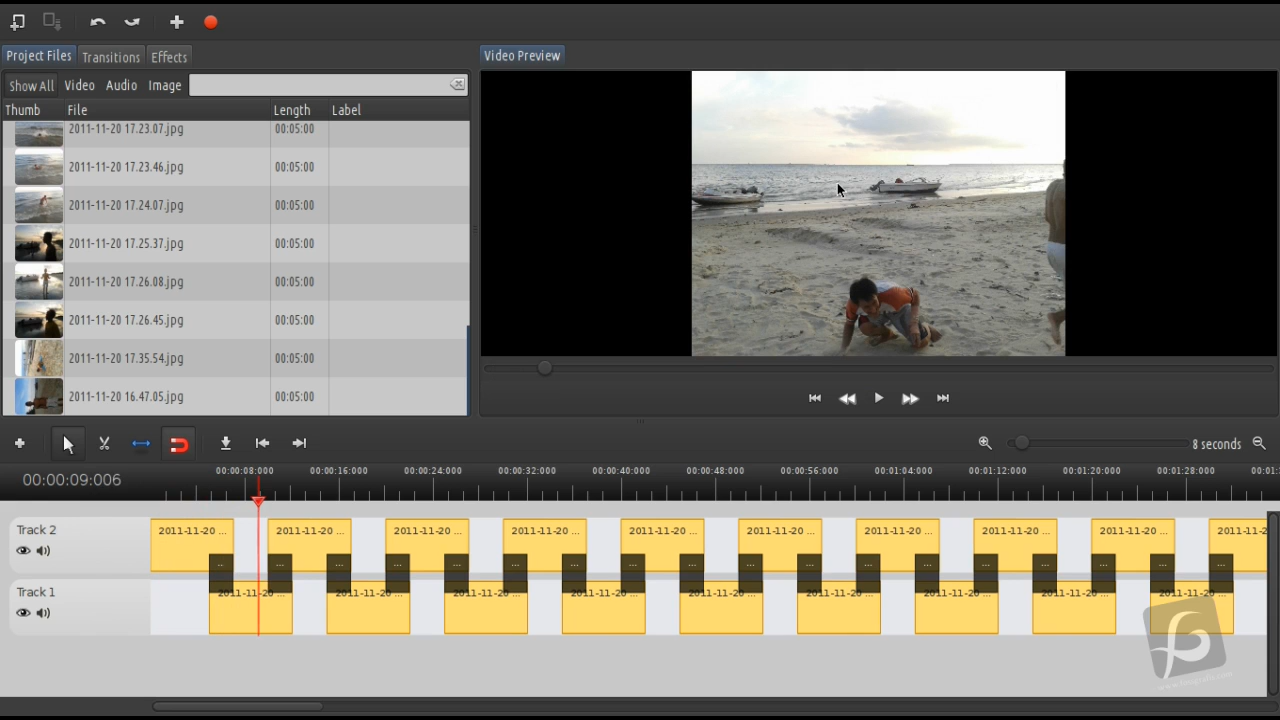 Project Files Transitions Effects
Video Preview
Show All Video Audio Image
Thumb File Length Label
2011-11-20 17.23.07.jpg 00:05:00
2011-11-20 17.23.46.jpg 00:05:00
2011-11-20 17.24.07.jpg 00:05:00
2011-11-20 17.25.37.jpg 00:05:00
2011-11-20 17.26.08.jpg 00:05:00
2011-11-20 17.26.45.jpg 00:05:00
2011-11-20 17.35.54.jpg 00:05:00
2011-11-20 16.47.05.jpg 00:05:00
8 seconds
00:00:09:006
00:00:08:000 00:00:16:000 00:00:24:000 00:00:32:000 00:00:40:000 00:00:48:000 00:00:56:000 00:01:04:000 00:01:12:000 00:01:20:000 00:01:28:000 00:01:
Track 2
2011-11-20 ... 2011-11-20 ... 2011-11-20 ... 2011-11-20 ... 2011-11-20 ... 2011-11-20 ... 2011-11-20 ... 2011-11-20 ... 2011-11-20 ... 2011-11-2
... ... ... ... ... ... ... ... ... ... ... ... ... ... ... ... ... ...
Track 1
2011-11-20 ... 2011-11-20 ... 2011-11-20 ... 2011-11-20 ... 2011-11-20 ... 2011-11-20 ... 2011-11-20 ... 2011-11-20 ... 2011-11-20 ...